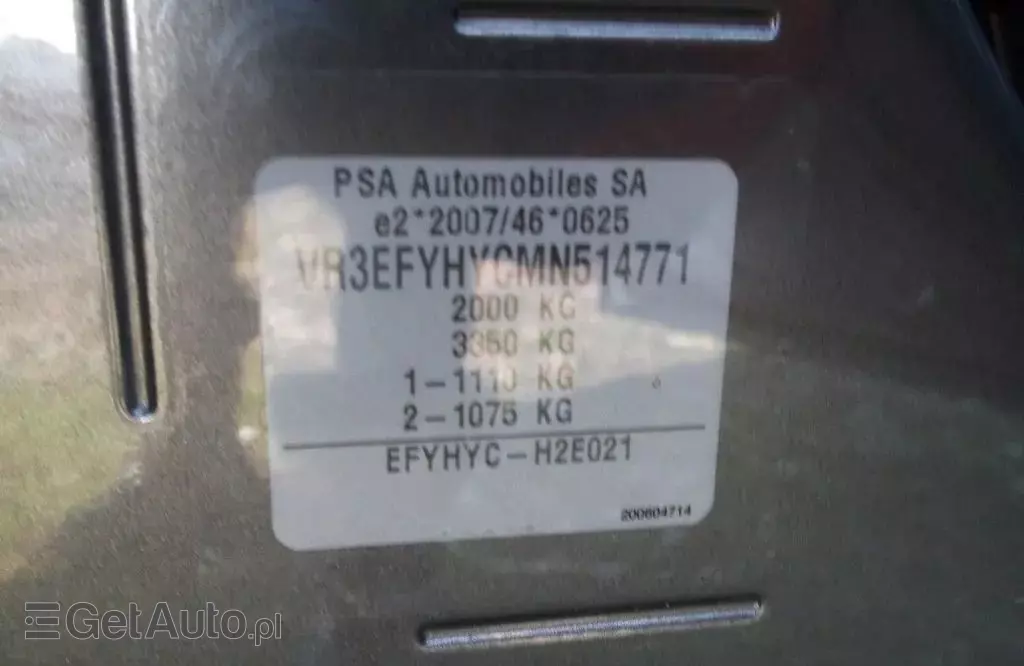 PSA Automobiles SA
e2*2007/46*0625
VR3EFYHYCMN514771
2000 KG
3350 KG
1-1110 KG
2-1075 KG
EFYHYC-H2E021
200604714
GetAuto.pl